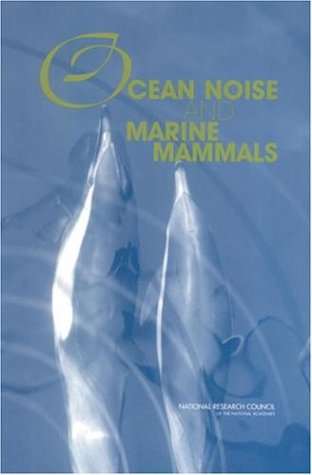 OCEAN NOISE
AND
MARINE
MAMMALS
NATIONAL RESEARCH COUNCIL
OF THE NATIONAL ACADEMIES